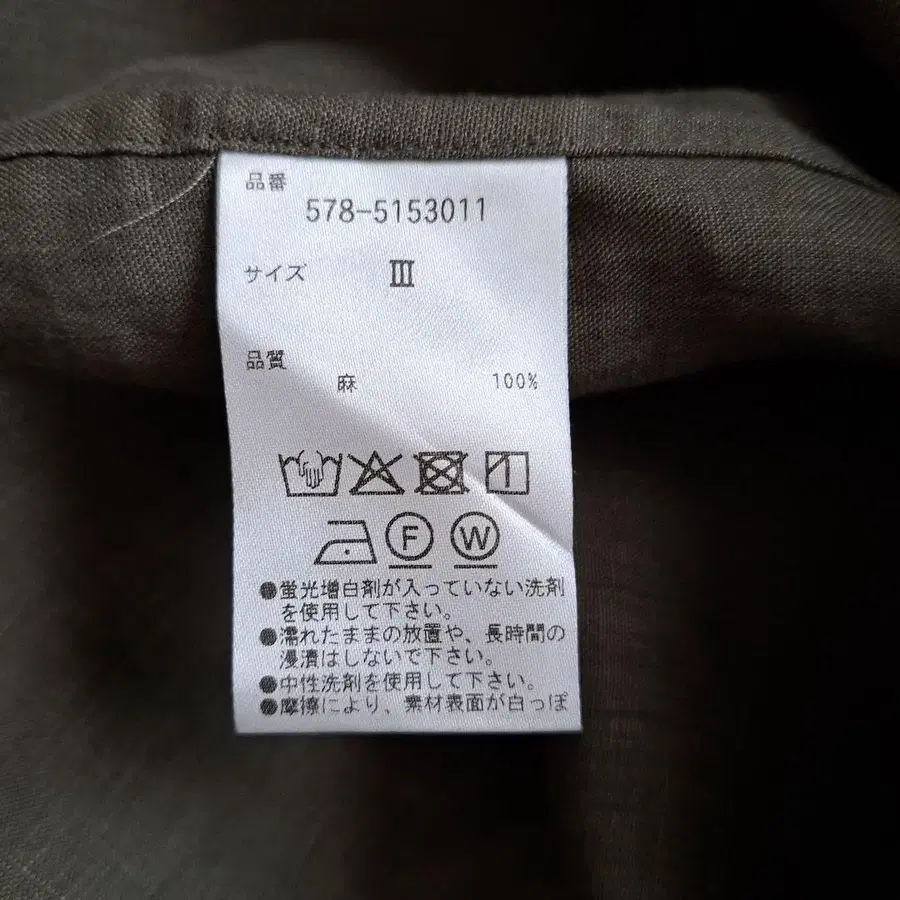 品番
578-5153011
サイズ Ⅲ
品質
麻 100%
F W
●蛍光増白剤が入っていない洗剤
を使用して下さい。
●濡れたままの放置や、長時間の
浸漬はしないで下さい。
●中性洗剤を使用して下さい。
●摩擦により、素材表面が白っぽ